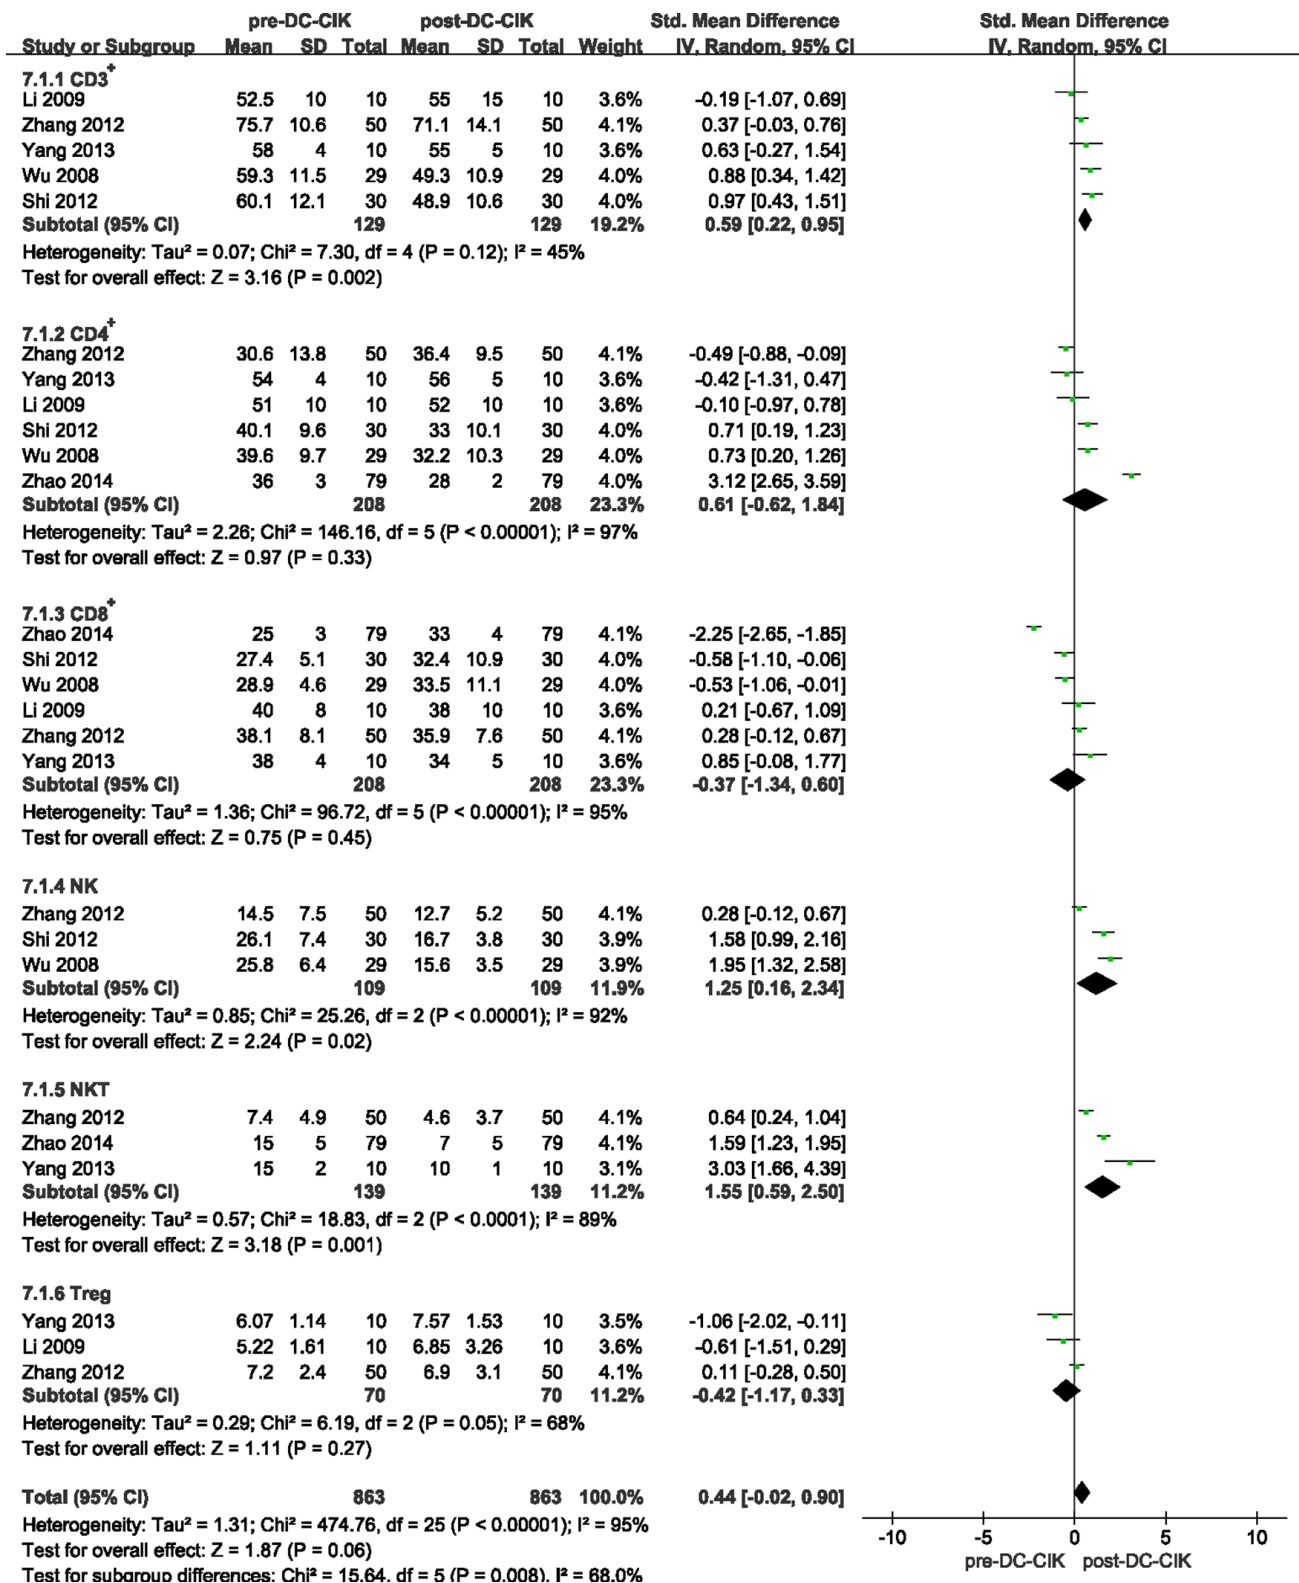 pre-DC-CIK post-DC-CIK Std. Mean Difference Std. Mean Difference
Study or Subgroup Mean SD Total Mean SD Total Weight IV, Random, 95% CI IV, Random, 95% CI
7.1.1 CD3⁺
Li 2009 52.5 10 10 55 15 10 3.6% -0.19 [-1.07, 0.69]
Zhang 2012 75.7 10.6 50 71.1 14.1 50 4.1% 0.37 [-0.03, 0.76]
Yang 2013 58 4 10 55 5 10 3.6% 0.63 [-0.27, 1.54]
Wu 2008 59.3 11.5 29 49.3 10.9 29 4.0% 0.88 [0.34, 1.42]
Shi 2012 60.1 12.1 30 48.9 10.6 30 4.0% 0.97 [0.43, 1.51]
Subtotal (95% CI) 129 129 19.2% 0.59 [0.22, 0.95]
Heterogeneity: Tau² = 0.07; Chi² = 7.30, df = 4 (P = 0.12); I² = 45%
Test for overall effect: Z = 3.16 (P = 0.002)
7.1.2 CD4⁺
Zhang 2012 30.6 13.8 50 36.4 9.5 50 4.1% -0.49 [-0.88, -0.09]
Yang 2013 54 4 10 56 5 10 3.6% -0.42 [-1.31, 0.47]
Li 2009 51 10 10 52 10 10 3.6% -0.10 [-0.97, 0.78]
Shi 2012 40.1 9.6 30 33 10.1 30 4.0% 0.71 [0.19, 1.23]
Wu 2008 39.6 9.7 29 32.2 10.3 29 4.0% 0.73 [0.20, 1.26]
Zhao 2014 36 3 79 28 2 79 4.0% 3.12 [2.65, 3.59]
Subtotal (95% CI) 208 208 23.3% 0.61 [-0.62, 1.84]
Heterogeneity: Tau² = 2.26; Chi² = 146.16, df = 5 (P < 0.00001); I² = 97%
Test for overall effect: Z = 0.97 (P = 0.33)
7.1.3 CD8⁺
Zhao 2014 25 3 79 33 4 79 4.1% -2.25 [-2.65, -1.85]
Shi 2012 27.4 5.1 30 32.4 10.9 30 4.0% -0.58 [-1.10, -0.06]
Wu 2008 28.9 4.6 29 33.5 11.1 29 4.0% -0.53 [-1.06, -0.01]
Li 2009 40 8 10 38 10 10 3.6% 0.21 [-0.67, 1.09]
Zhang 2012 38.1 8.1 50 35.9 7.6 50 4.1% 0.28 [-0.12, 0.67]
Yang 2013 38 4 10 34 5 10 3.6% 0.85 [-0.08, 1.77]
Subtotal (95% CI) 208 208 23.3% -0.37 [-1.34, 0.60]
Heterogeneity: Tau² = 1.36; Chi² = 96.72, df = 5 (P < 0.00001); I² = 95%
Test for overall effect: Z = 0.75 (P = 0.45)
7.1.4 NK
Zhang 2012 14.5 7.5 50 12.7 5.2 50 4.1% 0.28 [-0.12, 0.67]
Shi 2012 26.1 7.4 30 16.7 3.8 30 3.9% 1.58 [0.99, 2.16]
Wu 2008 25.8 6.4 29 15.6 3.5 29 3.9% 1.95 [1.32, 2.58]
Subtotal (95% CI) 109 109 11.9% 1.25 [0.16, 2.34]
Heterogeneity: Tau² = 0.85; Chi² = 25.26, df = 2 (P < 0.00001); I² = 92%
Test for overall effect: Z = 2.24 (P = 0.02)
7.1.5 NKT
Zhang 2012 7.4 4.9 50 4.6 3.7 50 4.1% 0.64 [0.24, 1.04]
Zhao 2014 15 5 79 7 5 79 4.1% 1.59 [1.23, 1.95]
Yang 2013 15 2 10 10 1 10 3.1% 3.03 [1.66, 4.39]
Subtotal (95% CI) 139 139 11.2% 1.55 [0.59, 2.50]
Heterogeneity: Tau² = 0.57; Chi² = 18.83, df = 2 (P < 0.0001); I² = 89%
Test for overall effect: Z = 3.18 (P = 0.001)
7.1.6 Treg
Yang 2013 6.07 1.14 10 7.57 1.53 10 3.5% -1.06 [-2.02, -0.11]
Li 2009 5.22 1.61 10 6.85 3.26 10 3.6% -0.61 [-1.51, 0.29]
Zhang 2012 7.2 2.4 50 6.9 3.1 50 4.1% 0.11 [-0.28, 0.50]
Subtotal (95% CI) 70 70 11.2% -0.42 [-1.17, 0.33]
Heterogeneity: Tau² = 0.29; Chi² = 6.19, df = 2 (P = 0.05); I² = 68%
Test for overall effect: Z = 1.11 (P = 0.27)
Total (95% CI) 863 863 100.0% 0.44 [-0.02, 0.90]
Heterogeneity: Tau² = 1.31; Chi² = 474.76, df = 25 (P < 0.00001); I² = 95%
Test for overall effect: Z = 1.87 (P = 0.06)
Test for subgroup differences: Chi² = 15.64, df = 5 (P = 0.008), I² = 68.0%
-10 -5 0 5 10
pre-DC-CIK post-DC-CIK